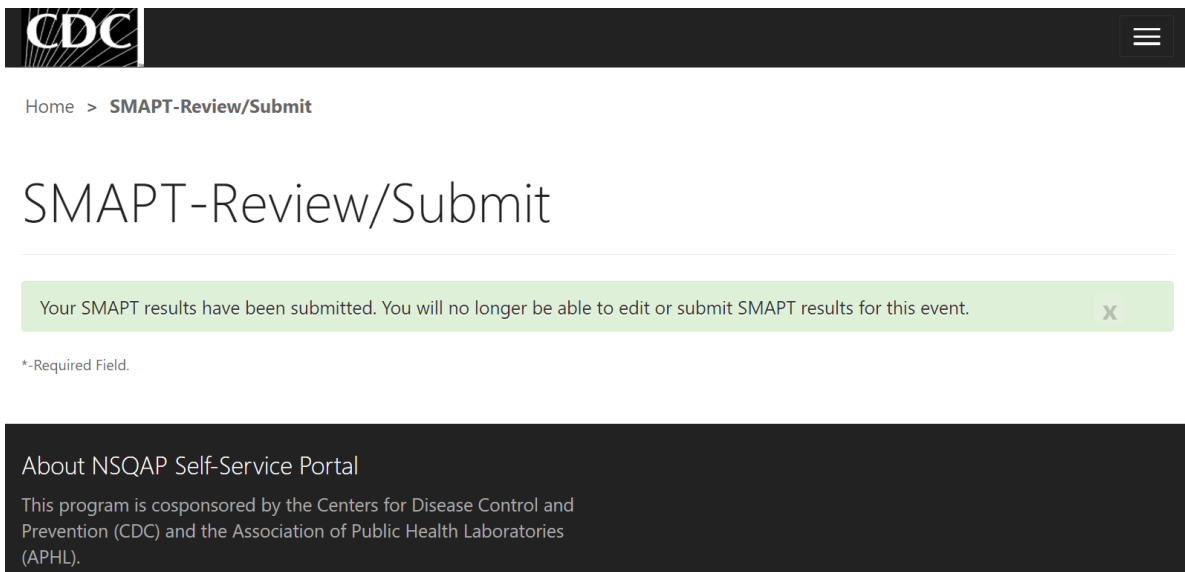 CDC
Home > SMAPT-Review/Submit
SMAPT-Review/Submit
Your SMAPT results have been submitted. You will no longer be able to edit or submit SMAPT results for this event.
x
*-Required Field.
About NSQAP Self-Service Portal
This program is cosponsored by the Centers for Disease Control and
Prevention (CDC) and the Association of Public Health Laboratories
(APHL).